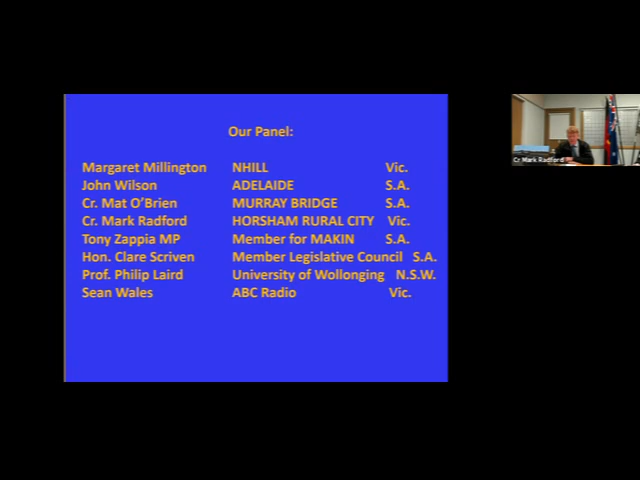 Our Panel:
Margaret Millington NHILL Vic.
John Wilson ADELAIDE S.A.
Cr. Mat O'Brien MURRAY BRIDGE S.A.
Cr. Mark Radford HORSHAM RURAL CITY Vic.
Tony Zappia MP Member for MAKIN S.A.
Hon. Clare Scriven Member Legislative Council S.A.
Prof. Philip Laird University of Wollonging N.S.W.
Sean Wales ABC Radio Vic.
Cr Mark Radford